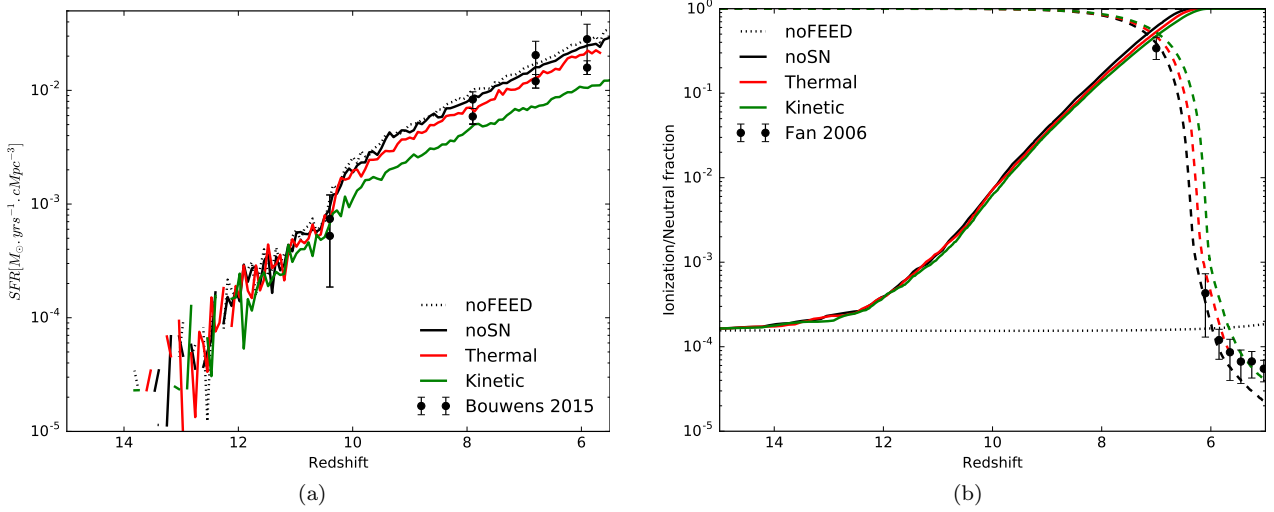 SFR[M⊙.yrs⁻¹.cMpc⁻³]
10⁻²
10⁻³
10⁻⁴
10⁻⁵
noFEED
noSN
Thermal
Kinetic
Bouwens 2015
14 12 10 8 6
Redshift
(a)
Ionization/Neutral fraction
10⁰
10⁻¹
10⁻²
10⁻³
10⁻⁴
10⁻⁵
noFEED
noSN
Thermal
Kinetic
Fan 2006
14 12 10 8 6
Redshift
(b)